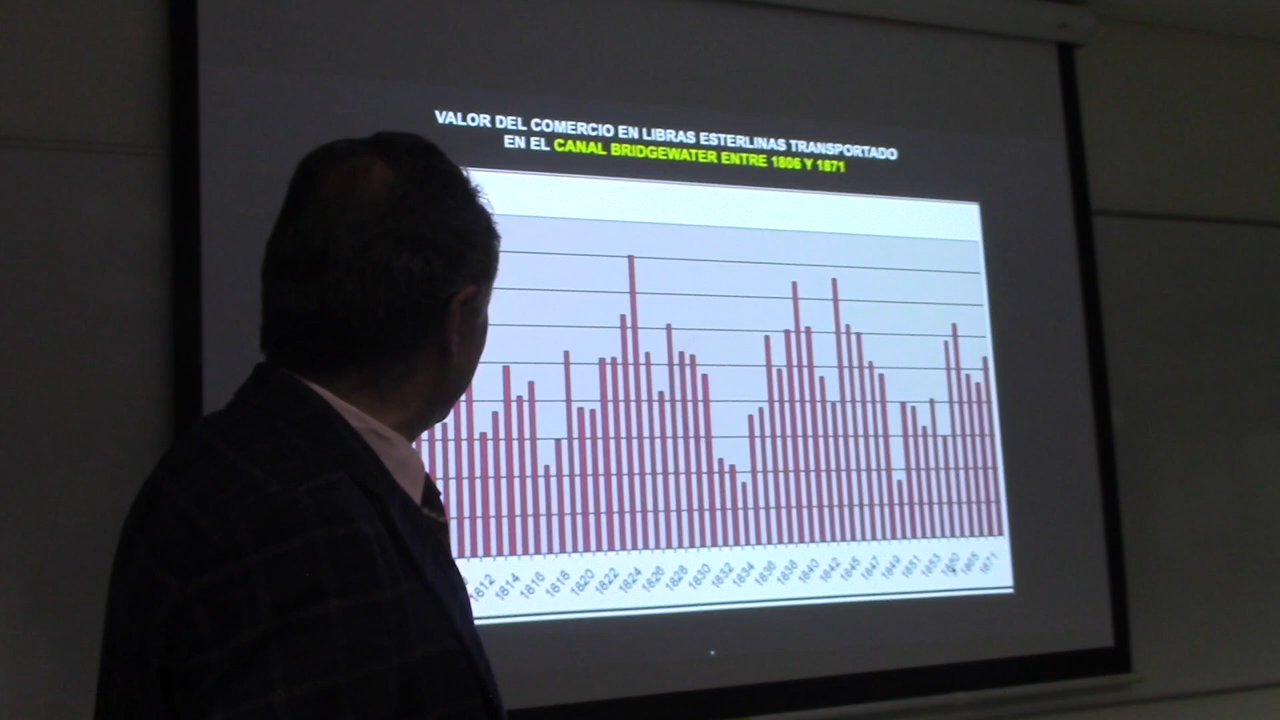 VALOR DEL COMERCIO EN LIBRAS ESTERLINAS TRANSPORTADO
EN EL CANAL BRIDGEWATER ENTRE 1806 Y 1871
1812 1814 1816 1818 1820 1822 1824 1826 1828 1830 1832 1834 1836 1838 1840 1842 1845 1847 1849 1851 1853 1865 1871